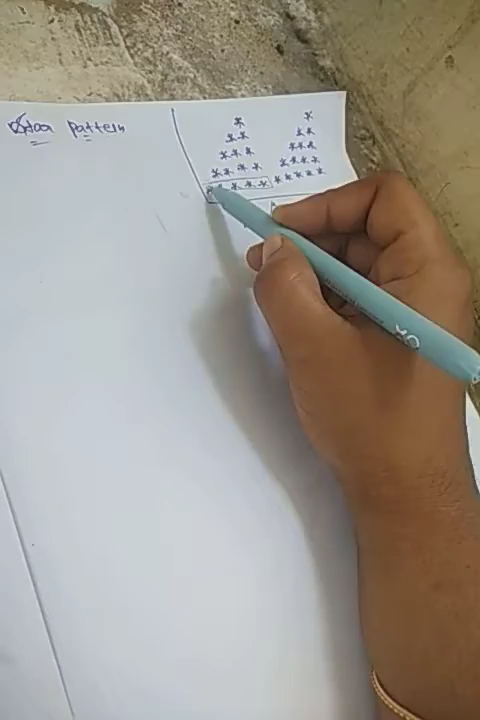 Star pattern
*        *
* *      * *
* * *    * * *
* * * *    * * * *
* * * * *    * * * * *